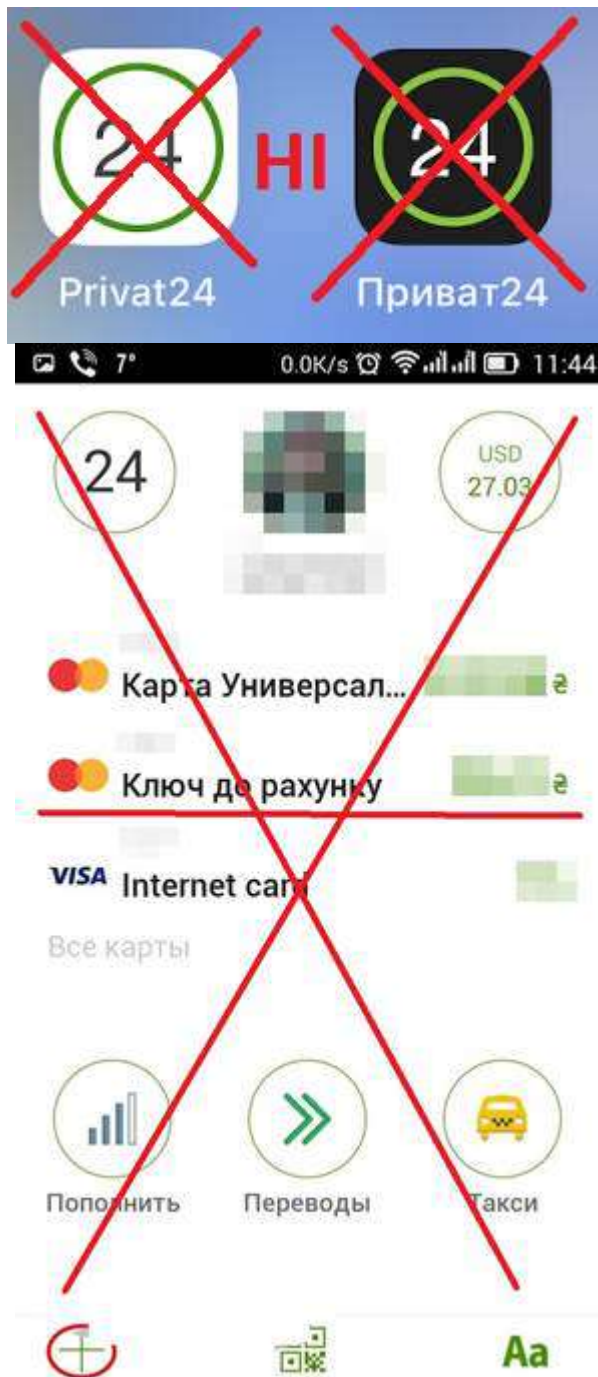 24 НІ 24
Privat24 Приват24
7° 0.0K/s 11:44
24 USD
27.03
Карта Универсал... ₴
Ключ до рахунку ₴
VISA Internet card
Все карты
Пополнить Переводы Такси
Aa